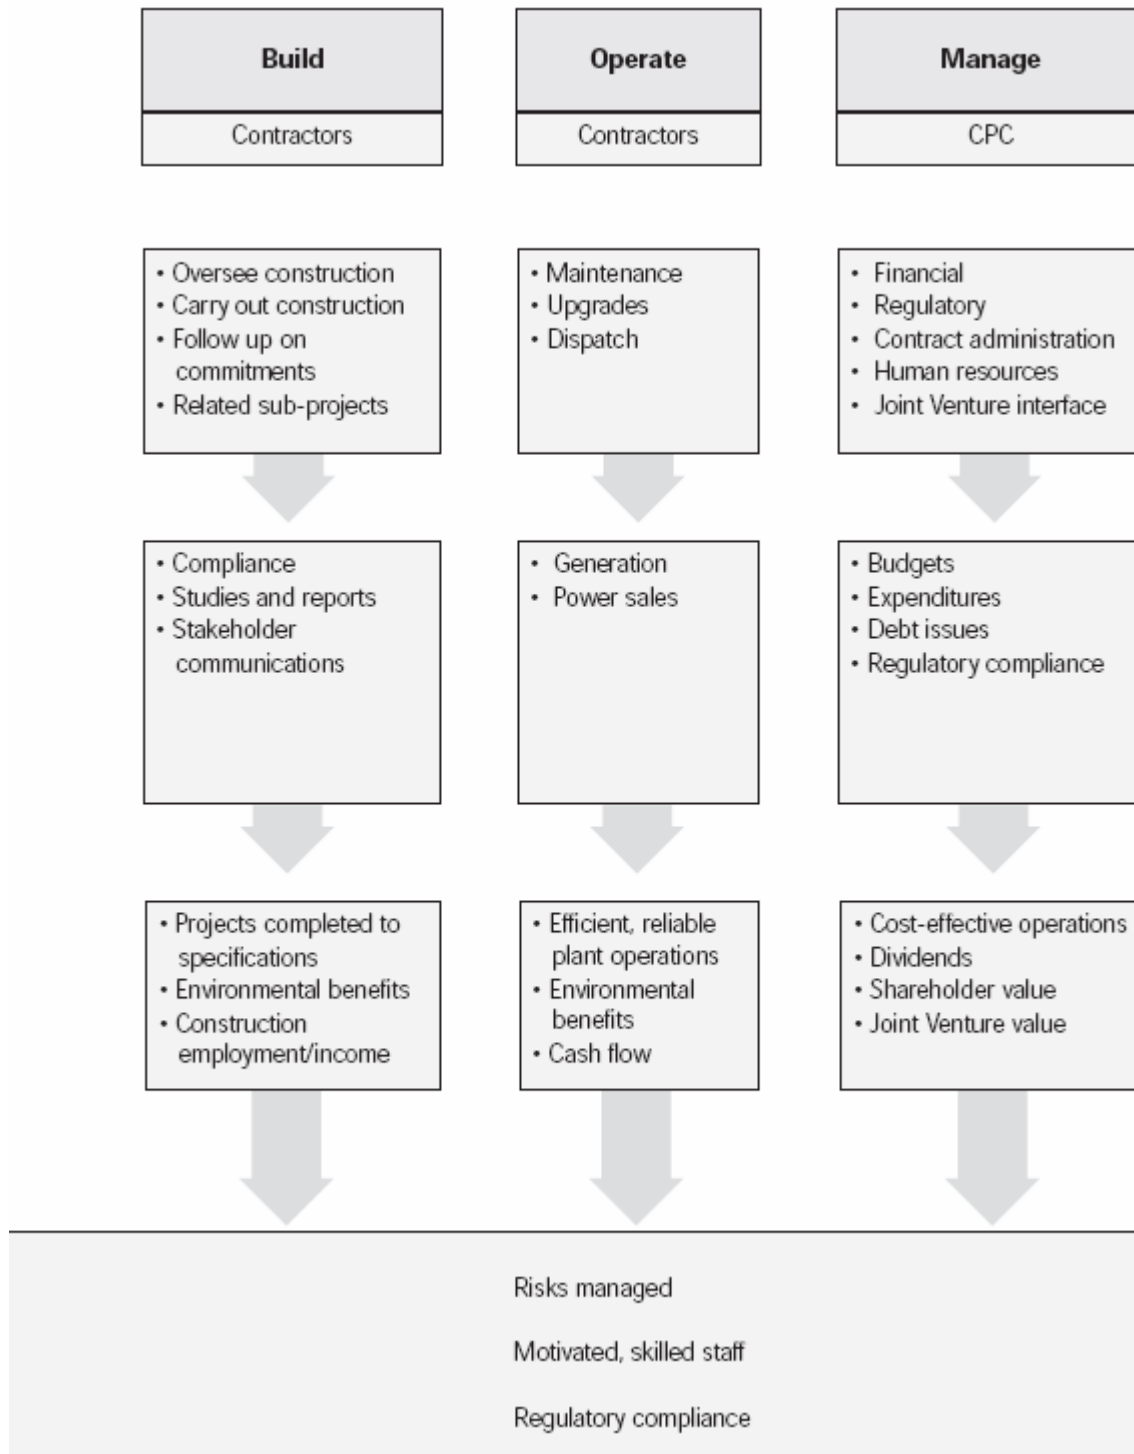 Build
Contractors
• Oversee construction
• Carry out construction
• Follow up on
commitments
• Related sub-projects
• Compliance
• Studies and reports
• Stakeholder
communications
• Projects completed to
specifications
• Environmental benefits
• Construction
employment/income
Operate
Contractors
• Maintenance
• Upgrades
• Dispatch
• Generation
• Power sales
• Efficient, reliable
plant operations
• Environmental
benefits
• Cash flow
Manage
CPC
• Financial
• Regulatory
• Contract administration
• Human resources
• Joint Venture interface
• Budgets
• Expenditures
• Debt issues
• Regulatory compliance
• Cost-effective operations
• Dividends
• Shareholder value
• Joint Venture value
Risks managed
Motivated, skilled staff
Regulatory compliance